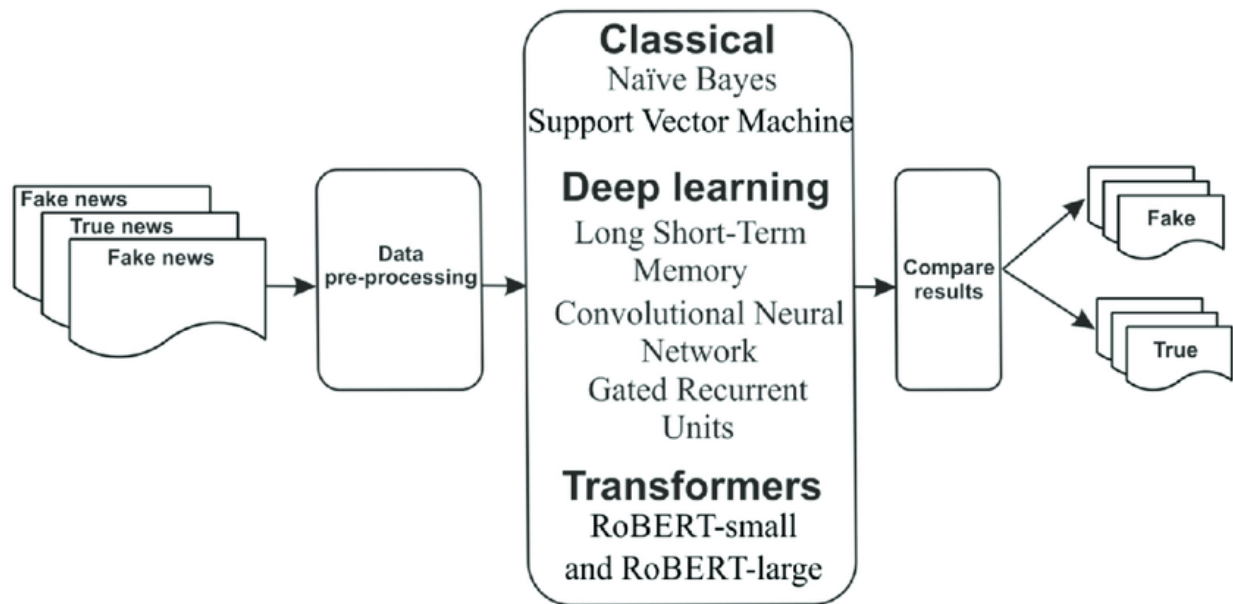 Fake news
True news
Fake news
Data
pre-processing
Classical
Naïve Bayes
Support Vector Machine
Deep learning
Long Short-Term
Memory
Convolutional Neural
Network
Gated Recurrent
Units
Transformers
RoBERT-small
and RoBERT-large
Compare
results
Fake
True